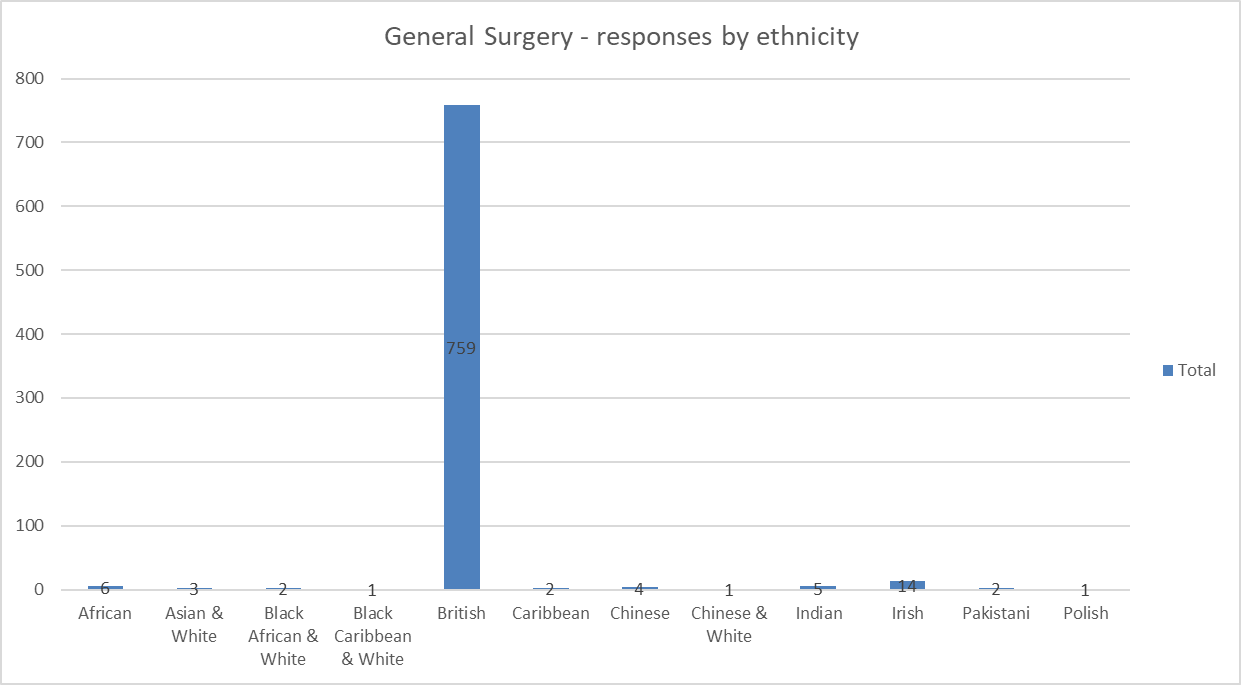 General Surgery - responses by ethnicity
800
700
600
500
400
300
200
100
0
759
6
3
2
1
2
4
1
5
14
2
1
African
Asian &
White
Black
African &
White
Black
Caribbean
& White
British
Caribbean
Chinese
Chinese &
White
Indian
Irish
Pakistani
Polish
Total